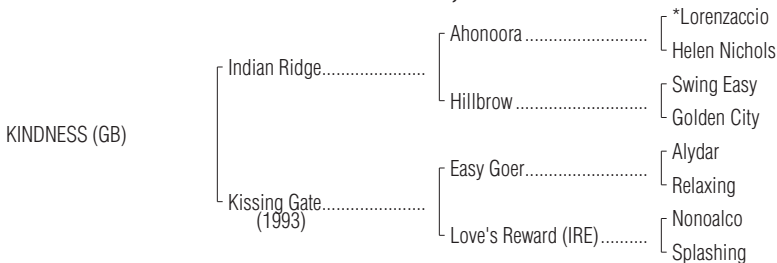 *Lorenzaccio
Ahonoora
Helen Nichols
Indian Ridge
Swing Easy
Hillbrow
Golden City
KINDNESS (GB)
Alydar
Easy Goer
Relaxing
Kissing Gate
(1993)
Nonoalco
Love's Reward (IRE)
Splashing